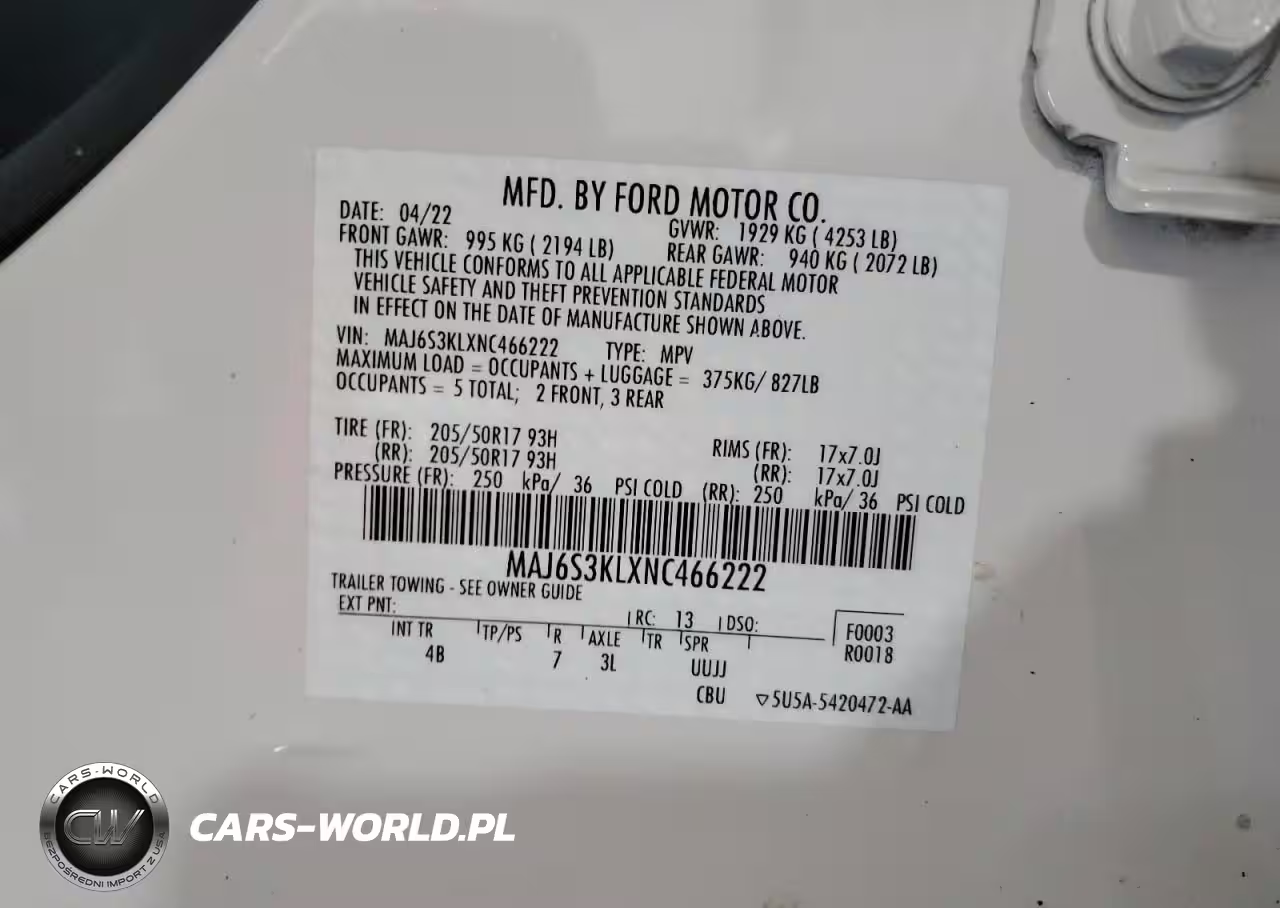 MFD. BY FORD MOTOR CO.
DATE: 04/22 GVWR: 1929 KG ( 4253 LB)
FRONT GAWR: 995 KG ( 2194 LB) REAR GAWR: 940 KG ( 2072 LB)
THIS VEHICLE CONFORMS TO ALL APPLICABLE FEDERAL MOTOR
VEHICLE SAFETY AND THEFT PREVENTION STANDARDS
IN EFFECT ON THE DATE OF MANUFACTURE SHOWN ABOVE.
VIN: MAJ6S3KLXNC466222 TYPE: MPV
MAXIMUM LOAD = OCCUPANTS + LUGGAGE = 375KG/ 827LB
OCCUPANTS = 5 TOTAL; 2 FRONT, 3 REAR
TIRE (FR): 205/50R17 93H RIMS (FR): 17x7.0J
(RR): 205/50R17 93H (RR): 17x7.0J
PRESSURE (FR): 250 kPa/ 36 PSI COLD (RR): 250 kPa/ 36 PSI COLD
MAJ6S3KLXNC466222
TRAILER TOWING - SEE OWNER GUIDE
EXT PNT: RC: 13 DSO: F0003
INT TR TP/PS R AXLE TR SPR R0018
4B 7 3L UUJJ
CBU ▽5U5A-5420472-AA
CARS-WORLD
CW
BEZPOŚREDNI IMPORT Z USA
CARS-WORLD.PL